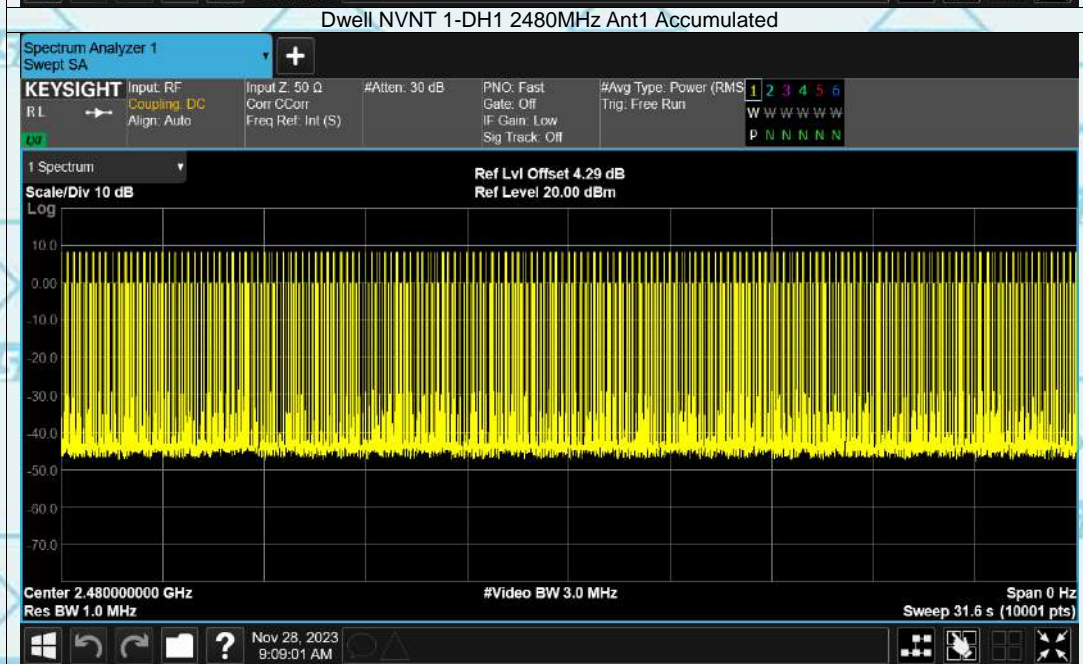 Dwell NVNT 1-DH1 2480MHz Ant1 Accumulated
Spectrum Analyzer 1
Swept SA
+
KEYSIGHT
RL
LXI
Input: RF
Coupling: DC
Align: Auto
Input Z: 50 Ω
Corr CCorr
Freq Ref: Int (S)
#Atten: 30 dB
PNO: Fast
Gate: Off
IF Gain: Low
Sig Track: Off
#Avg Type: Power (RMS
Trig: Free Run
1 2 3 4 5 6
W W W W W W
P N N N N N
1 Spectrum
Scale/Div 10 dB
Ref Lvl Offset 4.29 dB
Ref Level 20.00 dBm
Log
10.0
0.00
-10.0
-20.0
-30.0
-40.0
-50.0
-60.0
-70.0
Center 2.480000000 GHz
#Video BW 3.0 MHz
Span 0 Hz
Res BW 1.0 MHz
Sweep 31.6 s (10001 pts)
?
Nov 28, 2023
9:09:01 AM